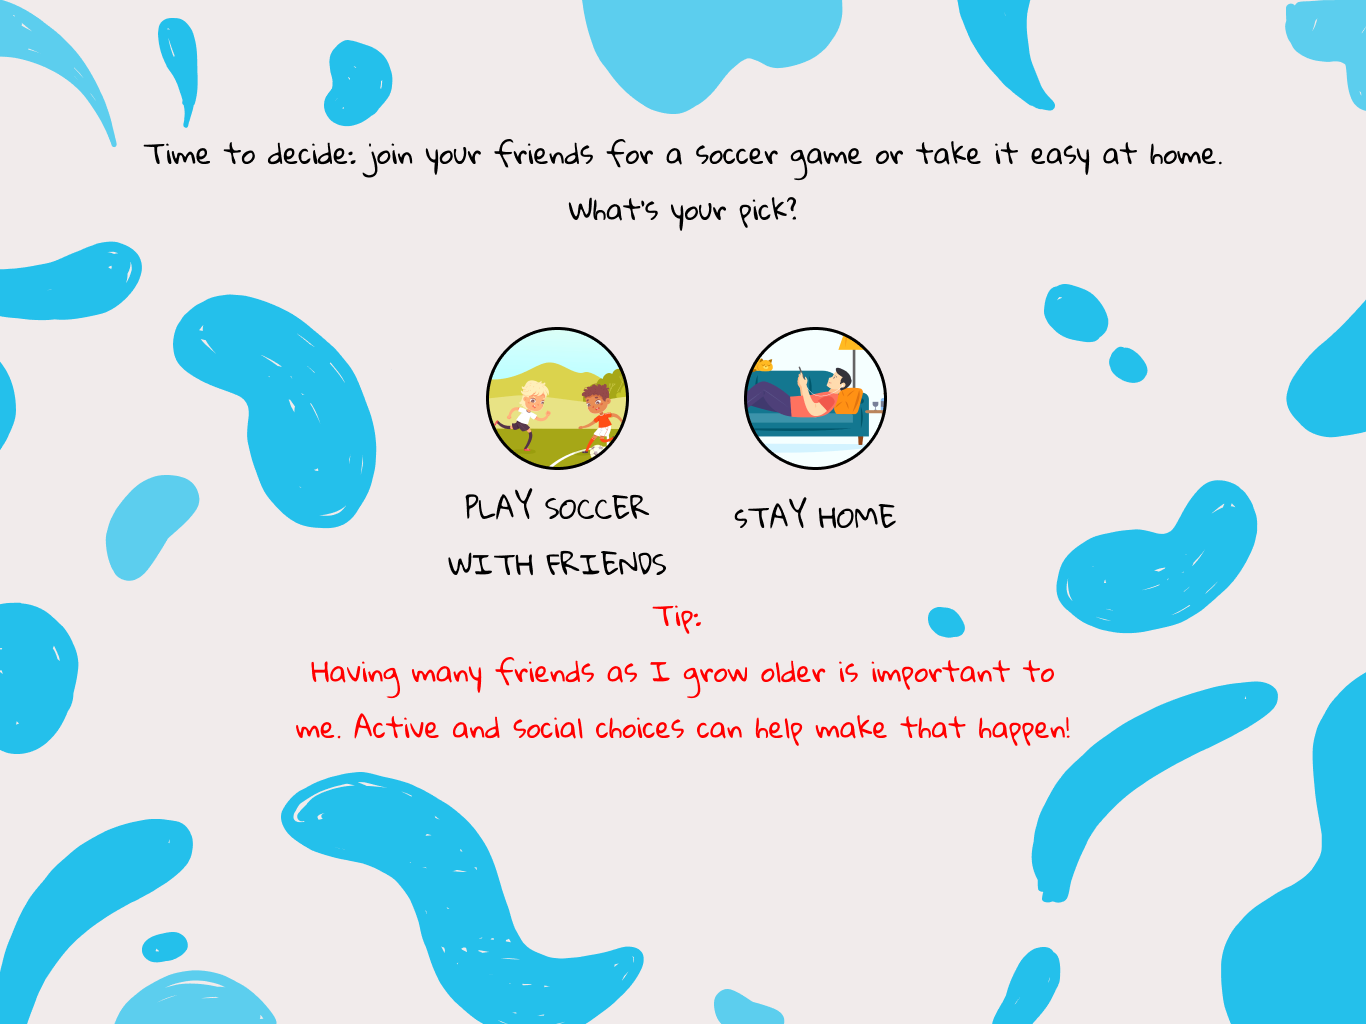 Time to decide: join your friends for a soccer game or take it easy at home.
What's your pick?
PLAY SOCCER
WITH FRIENDS
STAY HOME
Tip:
Having many friends as I grow older is important to
me. Active and social choices can help make that happen!